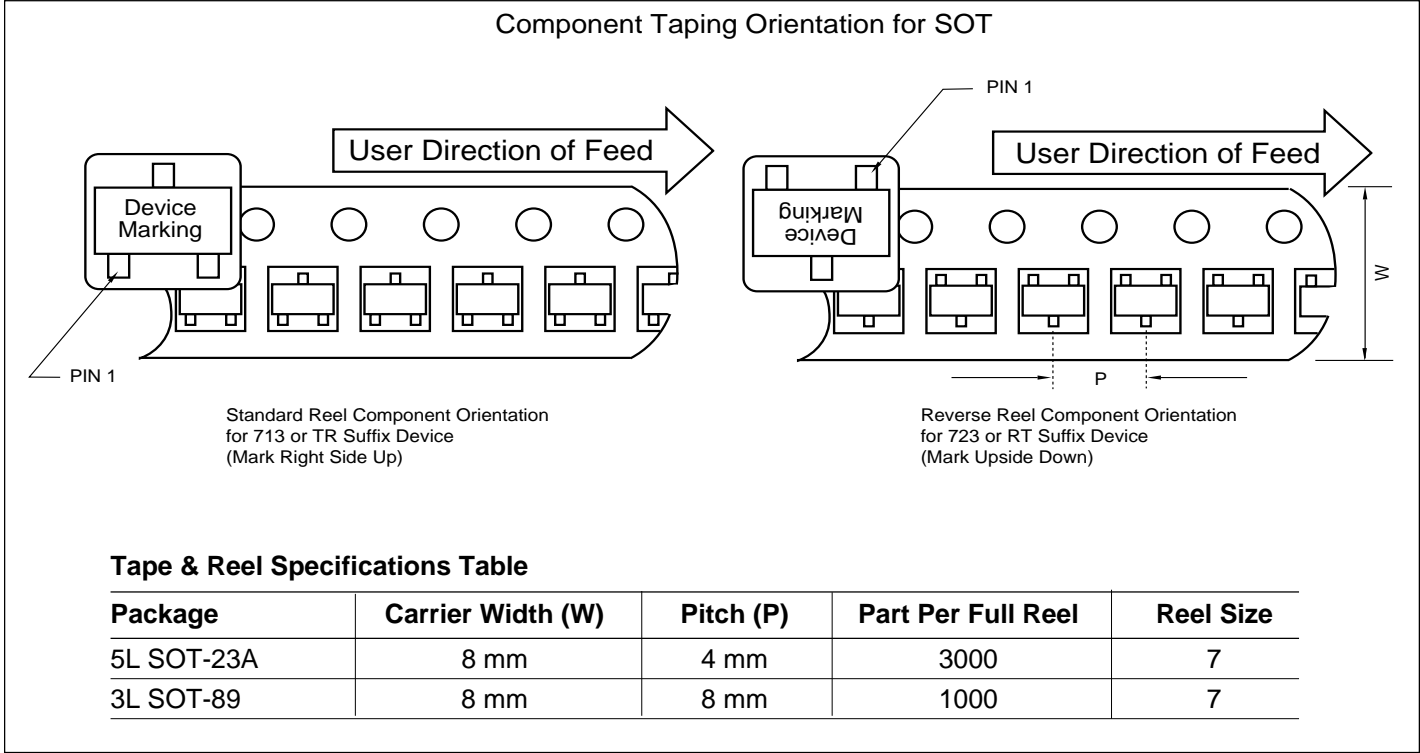 Component Taping Orientation for SOT
PIN 1
User Direction of Feed
User Direction of Feed
Device
Marking
Device
Marking
W
PIN 1
P
Standard Reel Component Orientation
for 713 or TR Suffix Device
(Mark Right Side Up)
Reverse Reel Component Orientation
for 723 or RT Suffix Device
(Mark Upside Down)
Tape & Reel Specifications Table
Package Carrier Width (W) Pitch (P) Part Per Full Reel Reel Size
5L SOT-23A 8 mm 4 mm 3000 7
3L SOT-89 8 mm 8 mm 1000 7